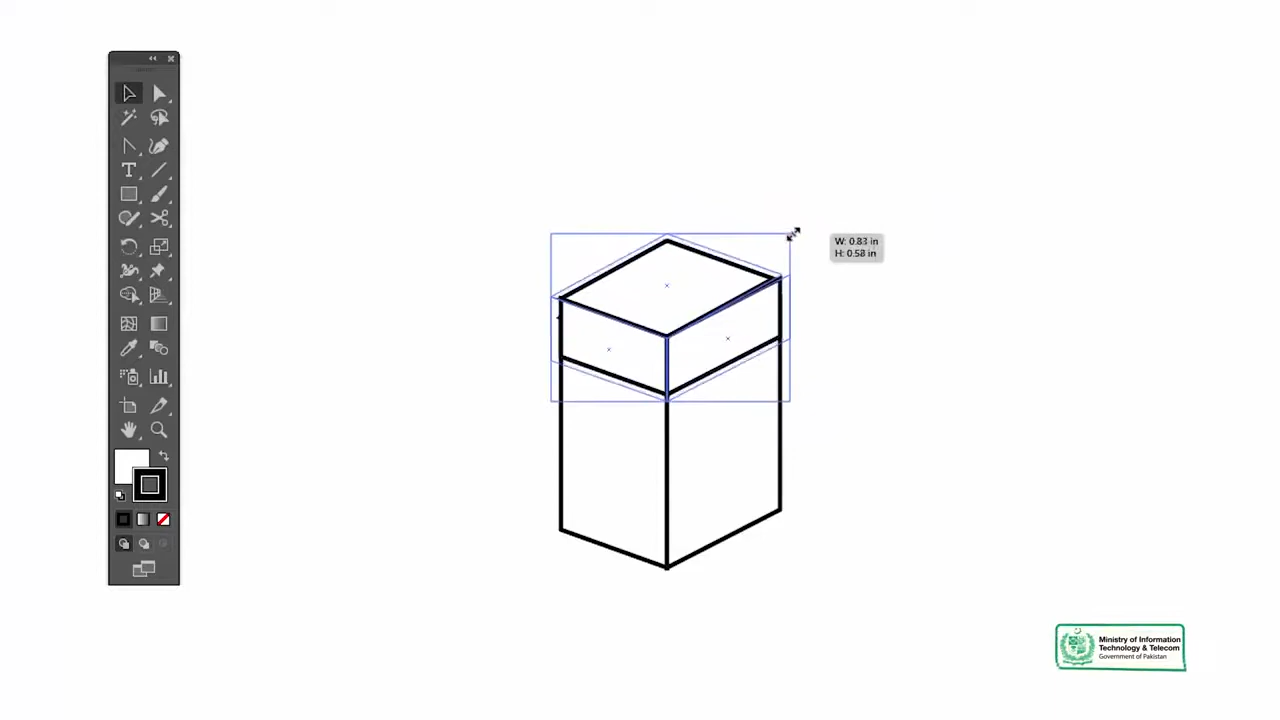 W: 0.83 in
H: 0.58 in
Ministry of Information
Technology & Telecom
Government of Pakistan